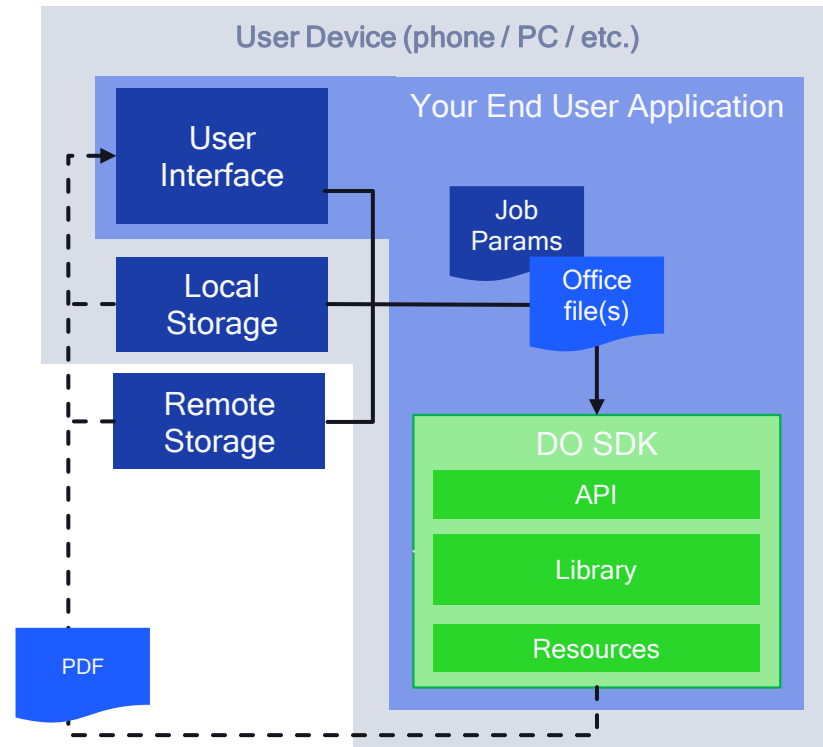 User Device (phone / PC / etc.)
Your End User Application
User
Interface
Job
Params
Office
file(s)
Local
Storage
Remote
Storage
DO SDK
API
Library
Resources
PDF